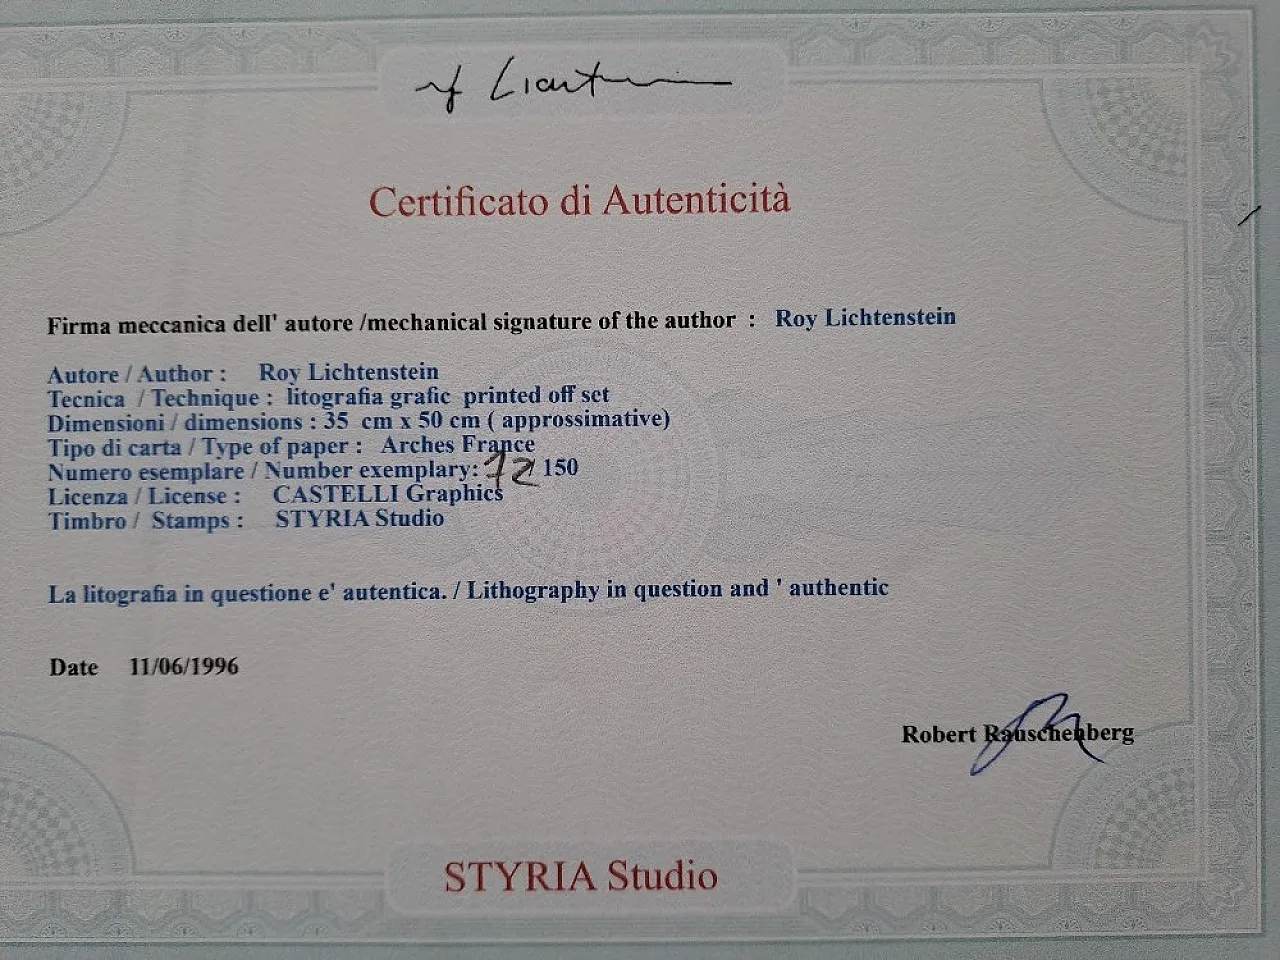 rf Lichtenstein
Certificato di Autenticità
Firma meccanica dell' autore /mechanical signature of the author : Roy Lichtenstein
Autore / Author : Roy Lichtenstein
Tecnica / Technique : litografia grafic printed off set
Dimensioni / dimensions : 35 cm x 50 cm ( approssimative)
Tipo di carta / Type of paper : Arches France
Numero esemplare / Number exemplary: 72 150
Licenza / License : CASTELLI Graphics
Timbro / Stamps : STYRIA Studio
La litografia in questione e' autentica. / Lithography in question and ' authentic
Date 11/06/1996
Robert Rauschenberg
STYRIA Studio